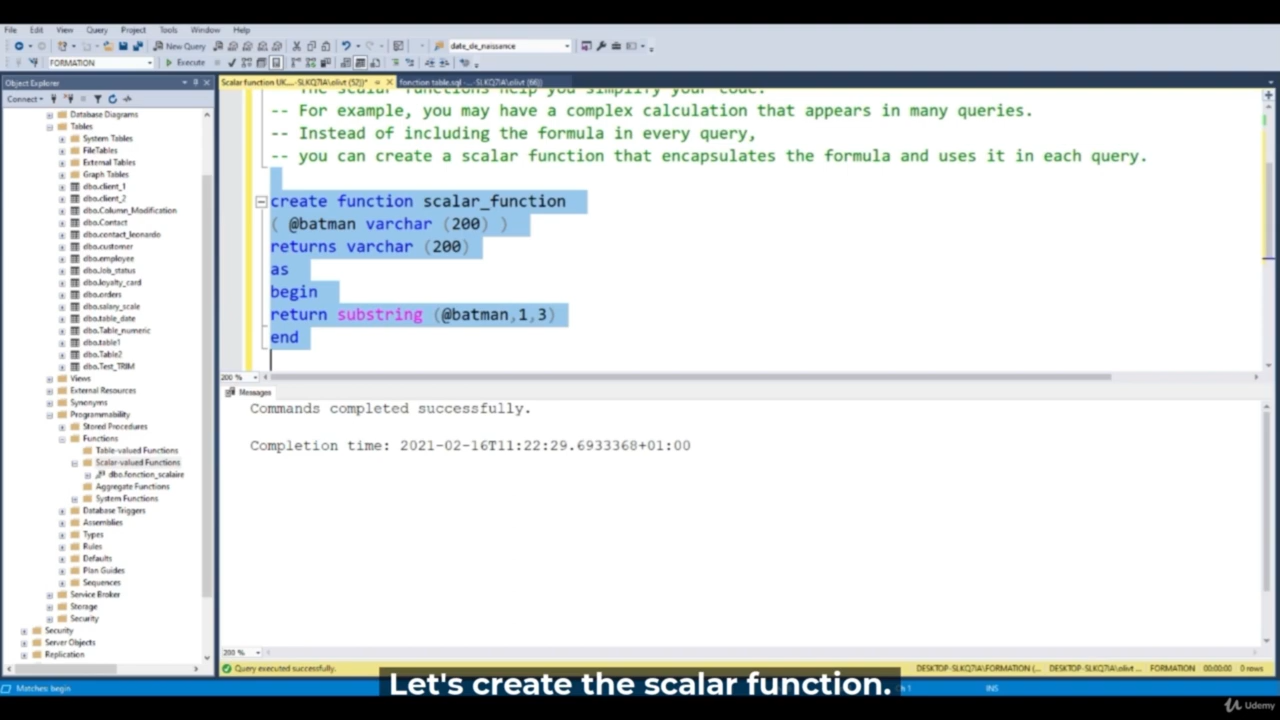 File Edit View Query Project Tools Window Help
New Query date_de_naissance
FORMATION Execute
Object Explorer
Connect
Database Diagrams
Tables
System Tables
FileTables
External Tables
Graph Tables
dbo.client_1
dbo.client_2
dbo.Column_Modification
dbo.Contact
dbo.contact_leonardo
dbo.customer
dbo.employee
dbo.Job_status
dbo.loyalty_card
dbo.orders
dbo.salary_scale
dbo.table_date
dbo.Table_numeric
dbo.table1
dbo.Table2
dbo.Test_TRIM
Views
External Resources
Synonyms
Programmability
Stored Procedures
Functions
Table-valued Functions
Scalar-valued Functions
dbo.fonction_scalaire
Aggregate Functions
System Functions
Database Triggers
Assemblies
Types
Rules
Defaults
Plan Guides
Sequences
Service Broker
Storage
Security
Security
Server Objects
Replication
Scalar function UK....-SLKQ7IA\olivt (52))* fonction table.sql -...-SLKQ7IA\olivt (66))
The scalar functions help you simplify your code.
-- For example, you may have a complex calculation that appears in many queries.
-- Instead of including the formula in every query,
-- you can create a scalar function that encapsulates the formula and uses it in each query.
create function scalar_function
( @batman varchar (200) )
returns varchar (200)
as
begin
return substring (@batman,1,3)
end
200 %
Messages
Commands completed successfully.
Completion time: 2021-02-16T11:22:29.6933368+01:00
200 %
Query executed successfully. DESKTOP-SLKQ7IA\FORMATION (... DESKTOP-SLKQ7IA\olivt ... FORMATION 00:00:00 0 rows
Matches: begin Ch 1 INS
Let's create the scalar function.
Udemy